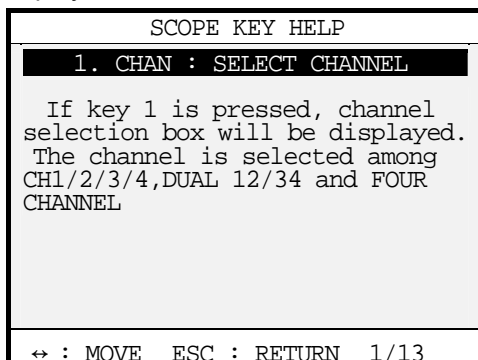 SCOPE KEY HELP
1. CHAN : SELECT CHANNEL
If key 1 is pressed, channel
selection box will be displayed.
The channel is selected among
CH1/2/3/4,DUAL 12/34 and FOUR
CHANNEL
↔ : MOVE ESC : RETURN 1/13